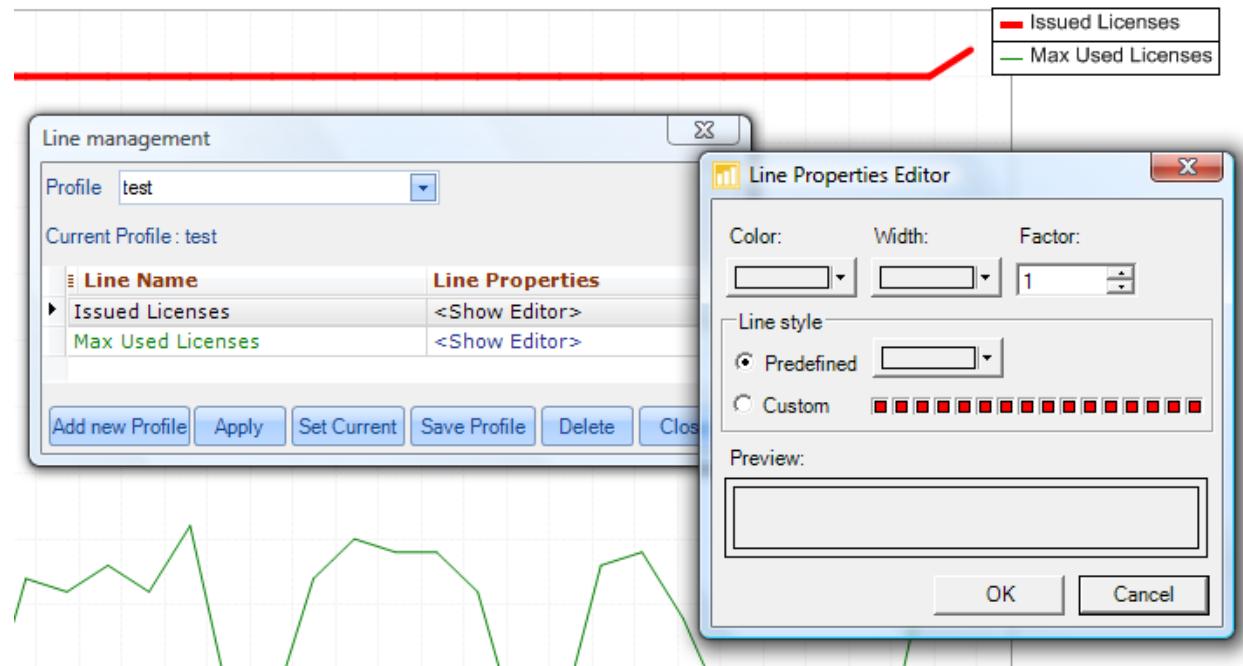 Issued Licenses
Max Used Licenses
Line management
Profile test
Current Profile : test
Line Name Line Properties
Issued Licenses <Show Editor>
Max Used Licenses <Show Editor>
Add new Profile Apply Set Current Save Profile Delete Clos
Line Properties Editor
Color: Width: Factor:
1
Line style
Predefined
Custom
Preview:
OK Cancel